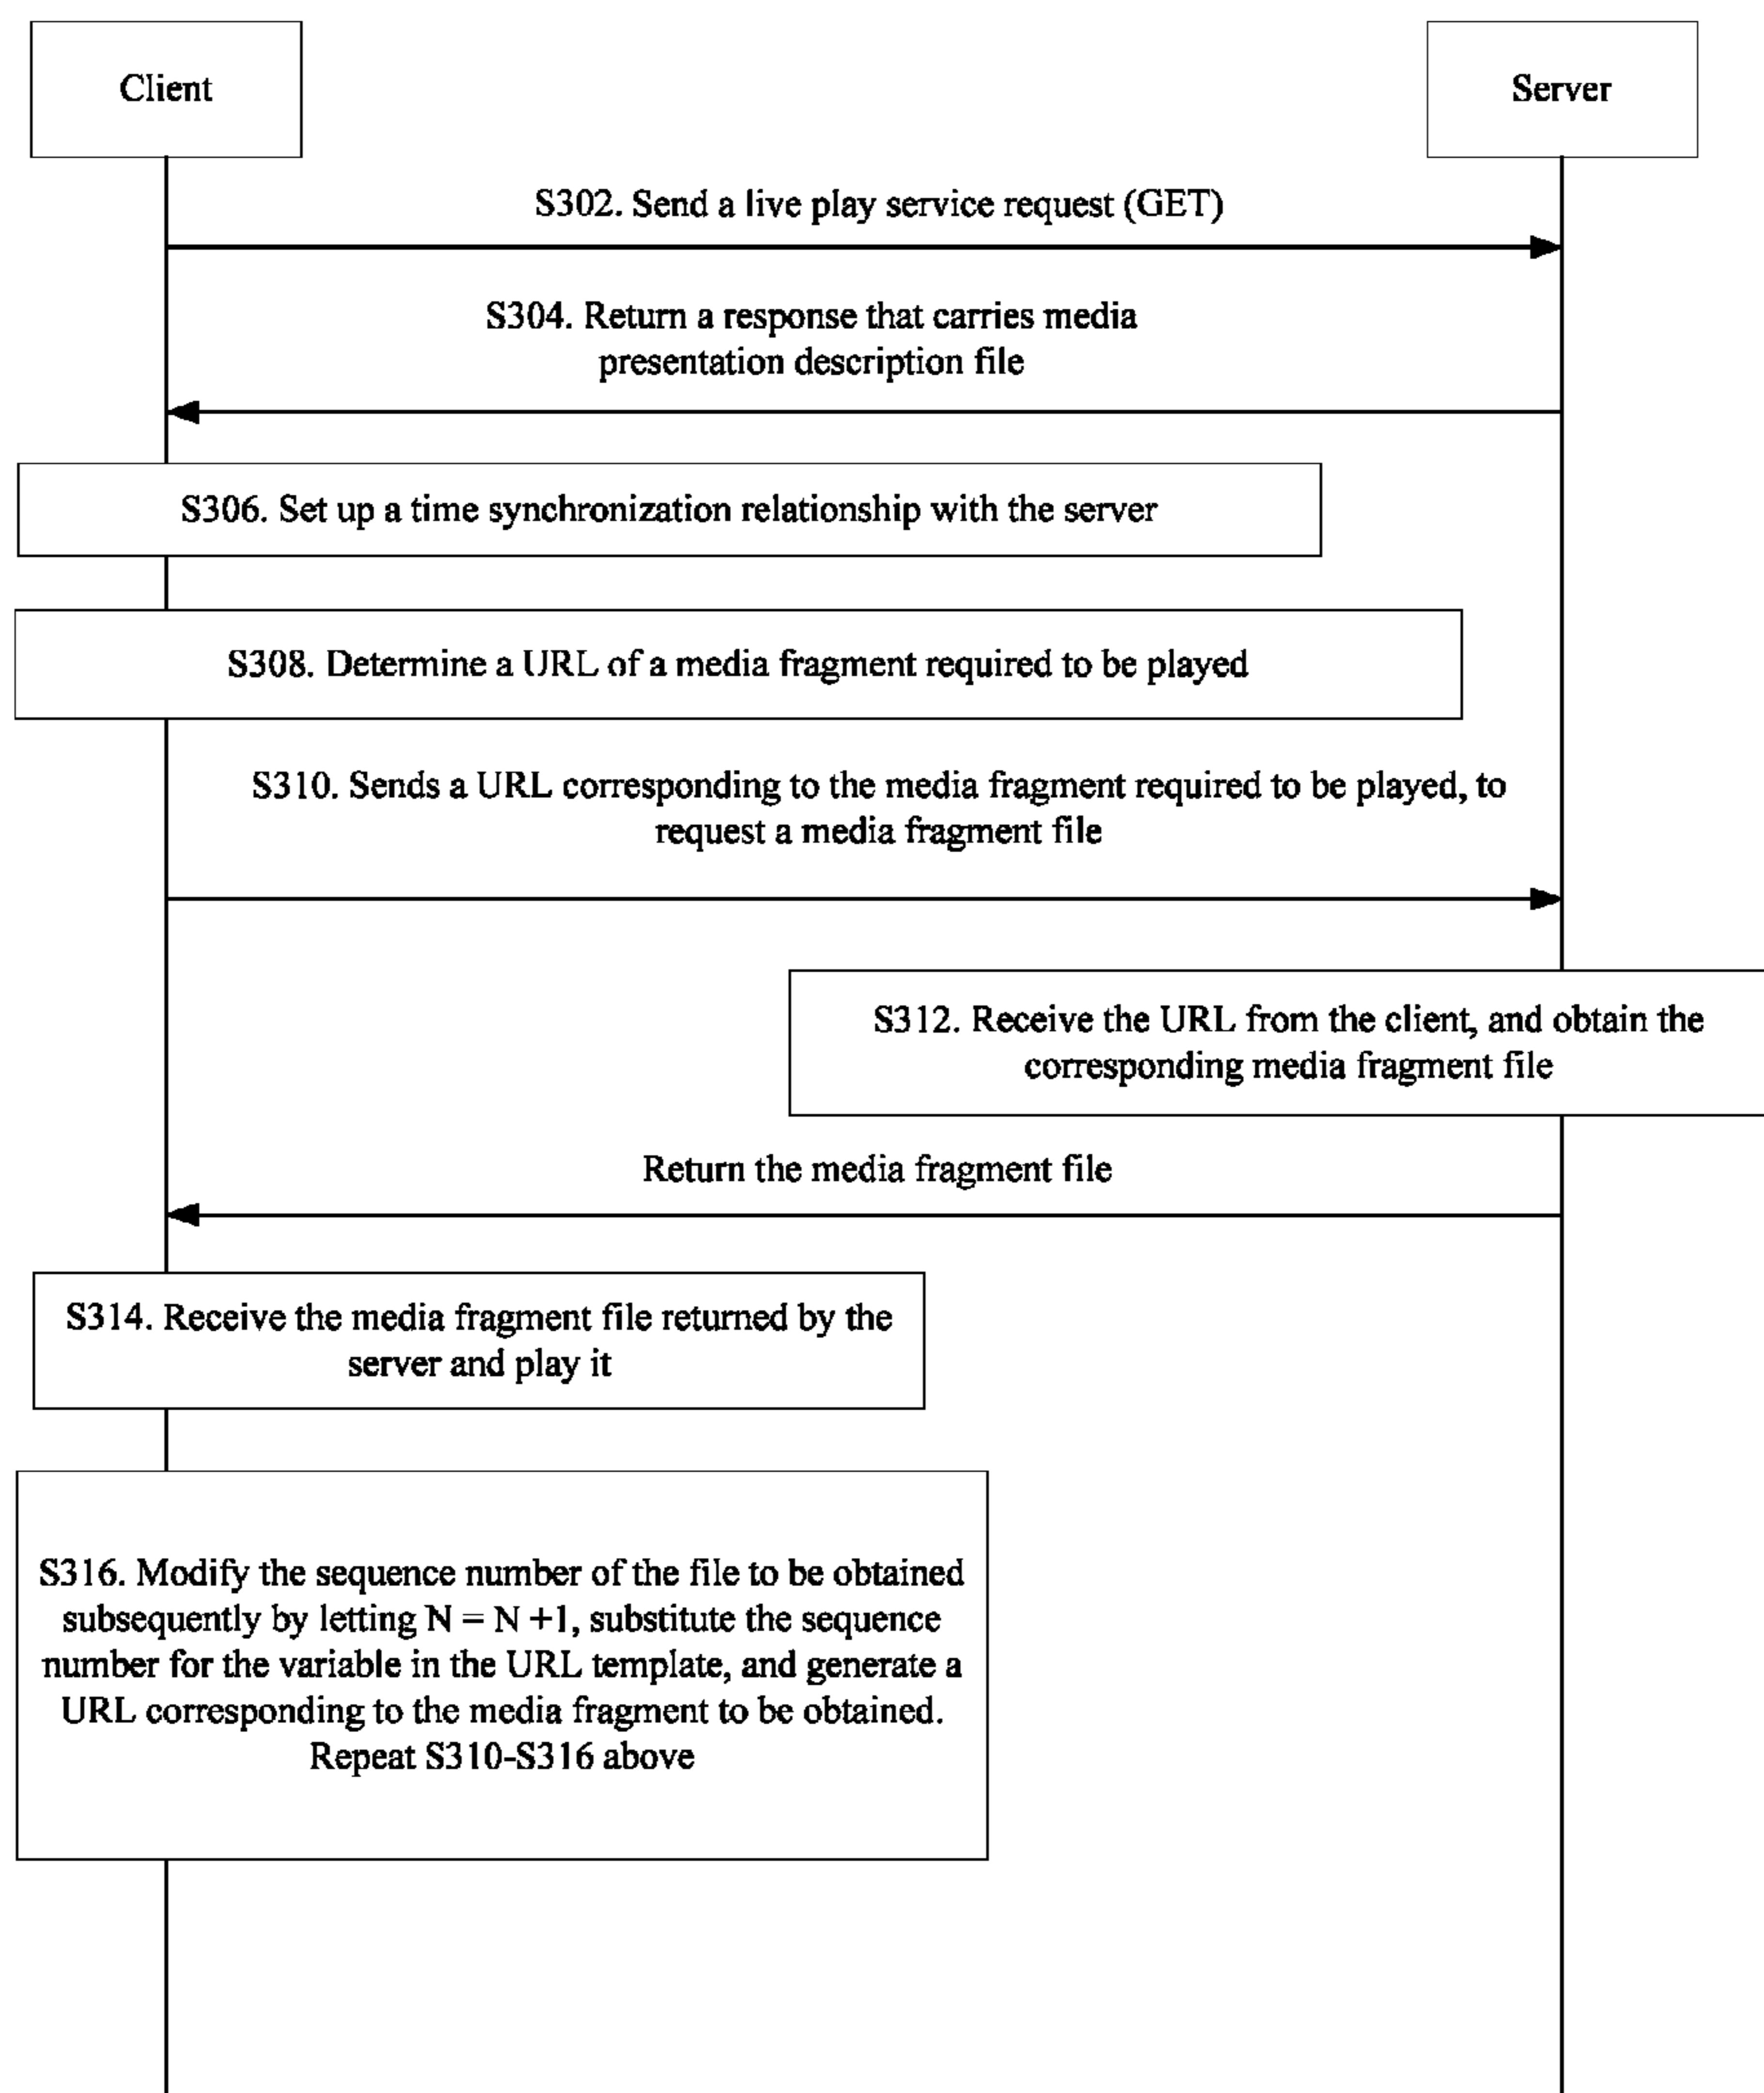 Client
Server
S302. Send a live play service request (GET)
S304. Return a response that carries media
presentation description file
S306. Set up a time synchronization relationship with the server
S308. Determine a URL of a media fragment required to be played
S310. Sends a URL corresponding to the media fragment required to be played, to
request a media fragment file
S312. Receive the URL from the client, and obtain the
corresponding media fragment file
Return the media fragment file
S314. Receive the media fragment file returned by the
server and play it
S316. Modify the sequence number of the file to be obtained
subsequently by letting N = N +1, substitute the sequence
number for the variable in the URL template, and generate a
URL corresponding to the media fragment to be obtained.
Repeat S310-S316 above